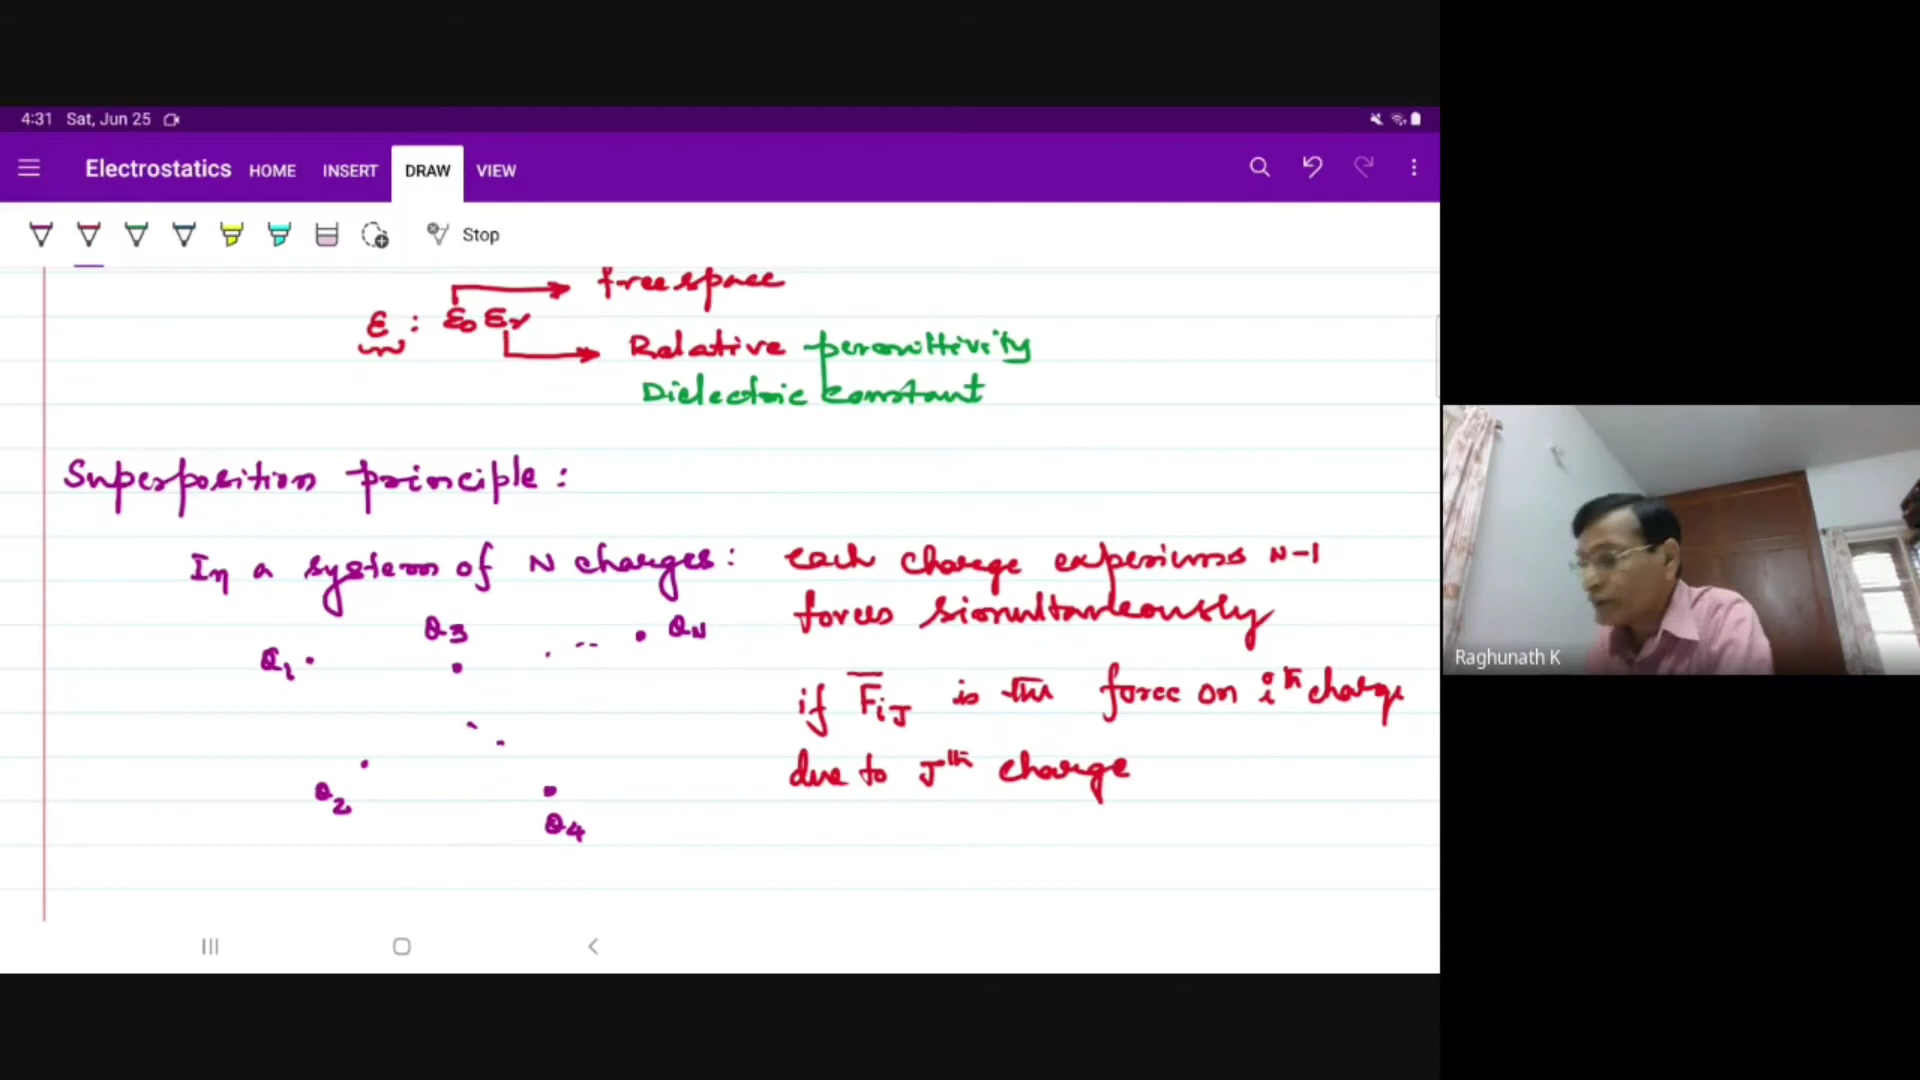 4:31 Sat, Jun 25
Electrostatics HOME INSERT DRAW VIEW
Stop
free space
ε : ε₀ εᵣ
Relative permittivity
Dielectric constant
Superposition principle :
In a system of N charges : each charge experiences N-1
forces simultaneously
Q₁ Q₃ Q_N
if F̅ᵢⱼ is the force on iᵗʰ charge
due to Jᵗʰ charge
Q₂
Q₄
Raghunath K